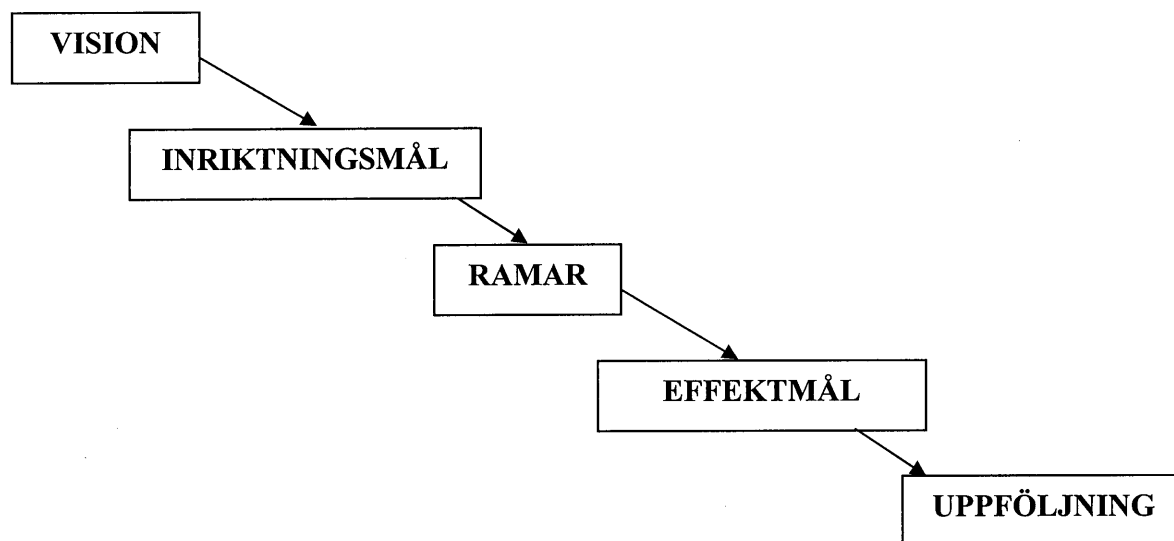 VISION
INRIKTNINGSMÅL
RAMAR
EFFEKTMÅL
UPPFÖLJNING